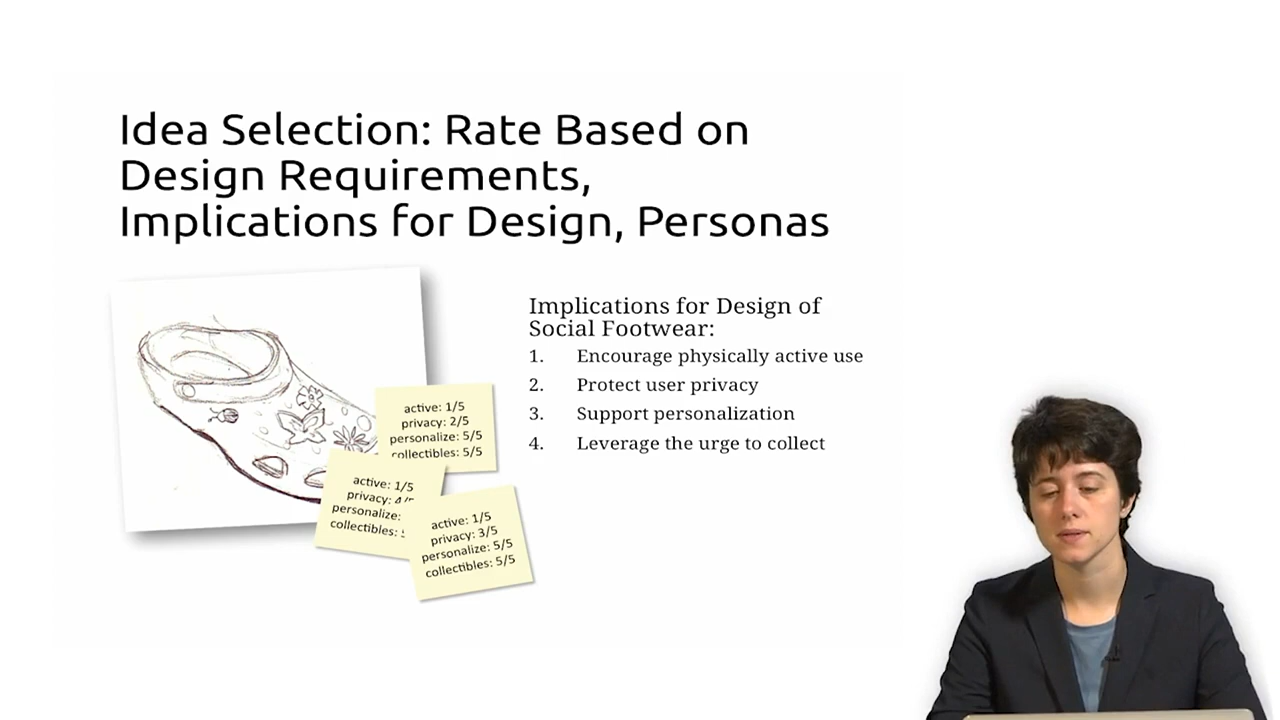 Idea Selection: Rate Based on
Design Requirements,
Implications for Design, Personas
Implications for Design of
Social Footwear:
1. Encourage physically active use
2. Protect user privacy
3. Support personalization
4. Leverage the urge to collect
active: 1/5
privacy: 2/5
personalize: 5/5
collectibles: 5/5
active: 1/5
privacy:
personalize:
collectibles:
active: 1/5
privacy: 3/5
personalize: 5/5
collectibles: 5/5